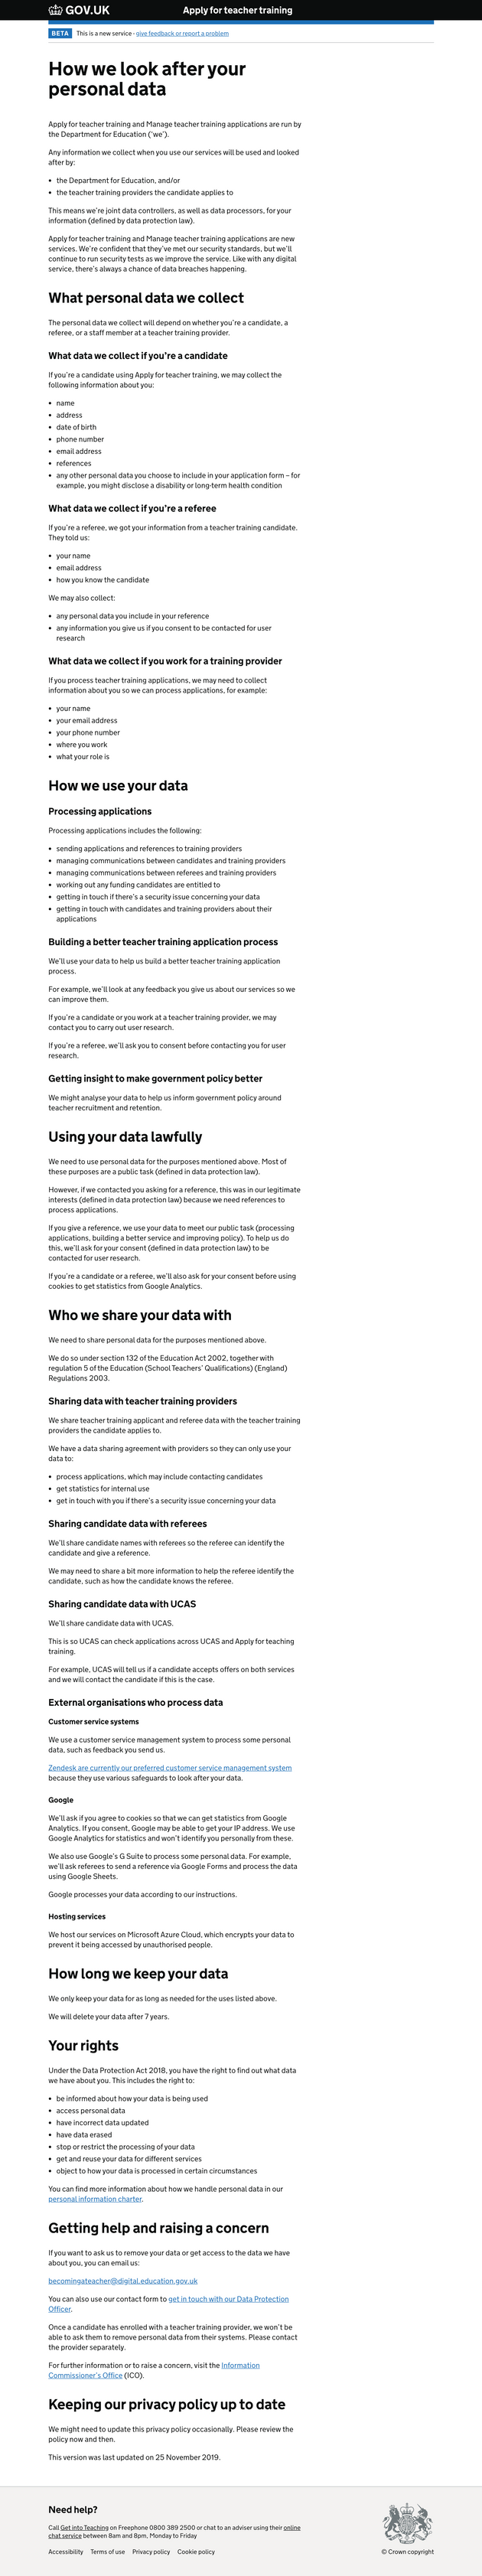 GOV.UK
Apply for teacher training
BETA
This is a new service - give feedback or report a problem
How we look after your
personal data
Apply for teacher training and Manage teacher training applications are run by
the Department for Education (‘we’).
Any information we collect when you use our services will be used and looked
after by:
• the Department for Education, and/or
• the teacher training providers the candidate applies to
This means we’re joint data controllers, as well as data processors, for your
information (defined by data protection law).
Apply for teacher training and Manage teacher training applications are new
services. We’re confident that they’ve met our security standards, but we’ll
continue to run security tests as we improve the service. Like with any digital
service, there’s always a chance of data breaches happening.
What personal data we collect
The personal data we collect will depend on whether you’re a candidate, a
referee, or a staff member at a teacher training provider.
What data we collect if you’re a candidate
If you’re a candidate using Apply for teacher training, we may collect the
following information about you:
• name
• address
• date of birth
• phone number
• email address
• references
• any other personal data you choose to include in your application form – for
example, you might disclose a disability or long-term health condition
What data we collect if you’re a referee
If you’re a referee, we got your information from a teacher training candidate.
They told us:
• your name
• email address
• how you know the candidate
We may also collect:
• any personal data you include in your reference
• any information you give us if you consent to be contacted for user
research
What data we collect if you work for a training provider
If you process teacher training applications, we may need to collect
information about you so we can process applications, for example:
• your name
• your email address
• your phone number
• where you work
• what your role is
How we use your data
Processing applications
Processing applications includes the following:
• sending applications and references to training providers
• managing communications between candidates and training providers
• managing communications between referees and training providers
• working out any funding candidates are entitled to
• getting in touch if there’s a security issue concerning your data
• getting in touch with candidates and training providers about their
applications
Building a better teacher training application process
We’ll use your data to help us build a better teacher training application
process.
For example, we’ll look at any feedback you give us about our services so we
can improve them.
If you’re a candidate or you work at a teacher training provider, we may
contact you to carry out user research.
If you’re a referee, we’ll ask you to consent before contacting you for user
research.
Getting insight to make government policy better
We might analyse your data to help us inform government policy around
teacher recruitment and retention.
Using your data lawfully
We need to use personal data for the purposes mentioned above. Most of
these purposes are a public task (defined in data protection law).
However, if we contacted you asking for a reference, this was in our legitimate
interests (defined in data protection law) because we need references to
process applications.
If you give a reference, we use your data to meet our public task (processing
applications, building a better service and improving policy). To help us do
this, we’ll ask for your consent (defined in data protection law) to be
contacted for user research.
If you’re a candidate or a referee, we’ll also ask for your consent before using
cookies to get statistics from Google Analytics.
Who we share your data with
We need to share personal data for the purposes mentioned above.
We do so under section 132 of the Education Act 2002, together with
regulation 5 of the Education (School Teachers’ Qualifications) (England)
Regulations 2003.
Sharing data with teacher training providers
We share teacher training applicant and referee data with the teacher training
providers the candidate applies to.
We have a data sharing agreement with providers so they can only use your
data to:
• process applications, which may include contacting candidates
• get statistics for internal use
• get in touch with you if there’s a security issue concerning your data
Sharing candidate data with referees
We’ll share candidate names with referees so the referee can identify the
candidate and give a reference.
We may need to share a bit more information to help the referee identify the
candidate, such as how the candidate knows the referee.
Sharing candidate data with UCAS
We’ll share candidate data with UCAS.
This is so UCAS can check applications across UCAS and Apply for teaching
training.
For example, UCAS will tell us if a candidate accepts offers on both services
and we will contact the candidate if this is the case.
External organisations who process data
Customer service systems
We use a customer service management system to process some personal
data, such as feedback you send us.
Zendesk are currently our preferred customer service management system
because they use various safeguards to look after your data.
Google
We’ll ask if you agree to cookies so that we can get statistics from Google
Analytics. If you consent, Google may be able to get your IP address. We use
Google Analytics for statistics and won’t identify you personally from these.
We also use Google’s G Suite to process some personal data. For example,
we’ll ask referees to send a reference via Google Forms and process the data
using Google Sheets.
Google processes your data according to our instructions.
Hosting services
We host our services on Microsoft Azure Cloud, which encrypts your data to
prevent it being accessed by unauthorised people.
How long we keep your data
We only keep your data for as long as needed for the uses listed above.
We will delete your data after 7 years.
Your rights
Under the Data Protection Act 2018, you have the right to find out what data
we have about you. This includes the right to:
• be informed about how your data is being used
• access personal data
• have incorrect data updated
• have data erased
• stop or restrict the processing of your data
• get and reuse your data for different services
• object to how your data is processed in certain circumstances
You can find more information about how we handle personal data in our
personal information charter.
Getting help and raising a concern
If you want to ask us to remove your data or get access to the data we have
about you, you can email us:
becomingateacher@digital.education.gov.uk
You can also use our contact form to get in touch with our Data Protection
Officer.
Once a candidate has enrolled with a teacher training provider, we won’t be
able to ask them to remove personal data from their systems. Please contact
the provider separately.
For further information or to raise a concern, visit the Information
Commissioner’s Office (ICO).
Keeping our privacy policy up to date
We might need to update this privacy policy occasionally. Please review the
policy now and then.
This version was last updated on 25 November 2019.
Need help?
Call Get into Teaching on Freephone 0800 389 2500 or chat to an adviser using their online
chat service between 8am and 8pm, Monday to Friday
Accessibility Terms of use Privacy policy Cookie policy
© Crown copyright